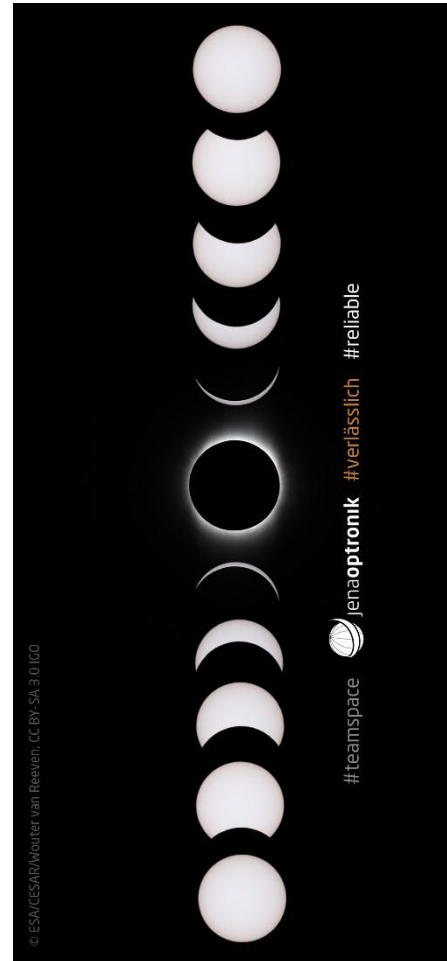 © ESA/CESAR/Wouter van Reeven, CC BY-SA 3.0 IGO
#teamspace jenaoptronik #verlässlich #reliable